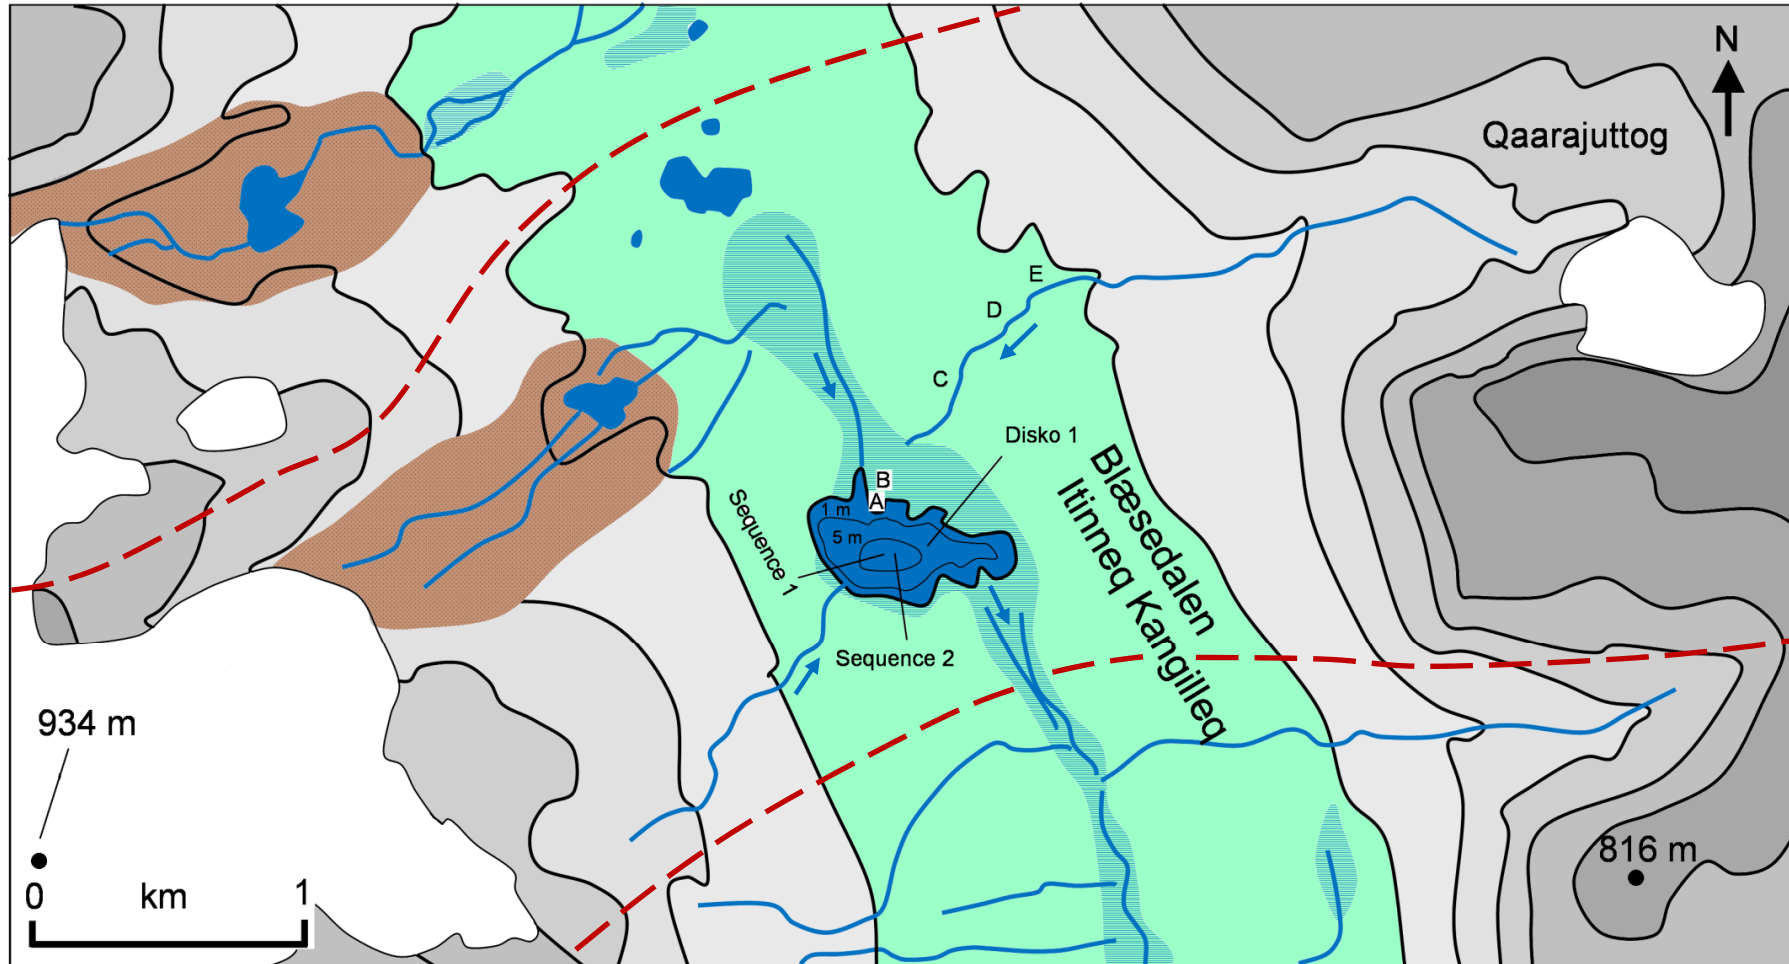 N
Qaarajuttog
E
D
C
Disko 1
B
A
1 m
5 m
Sequence 1
Sequence 2
Blæsedalen
Itinneq Kangilleq
934 m
816 m
0 km 1